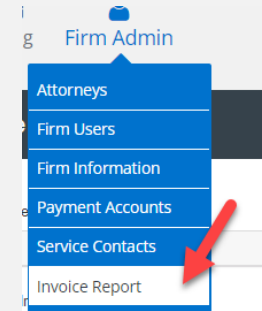 Firm Admin
Attorneys
Firm Users
Firm Information
Payment Accounts
Service Contacts
Invoice Report